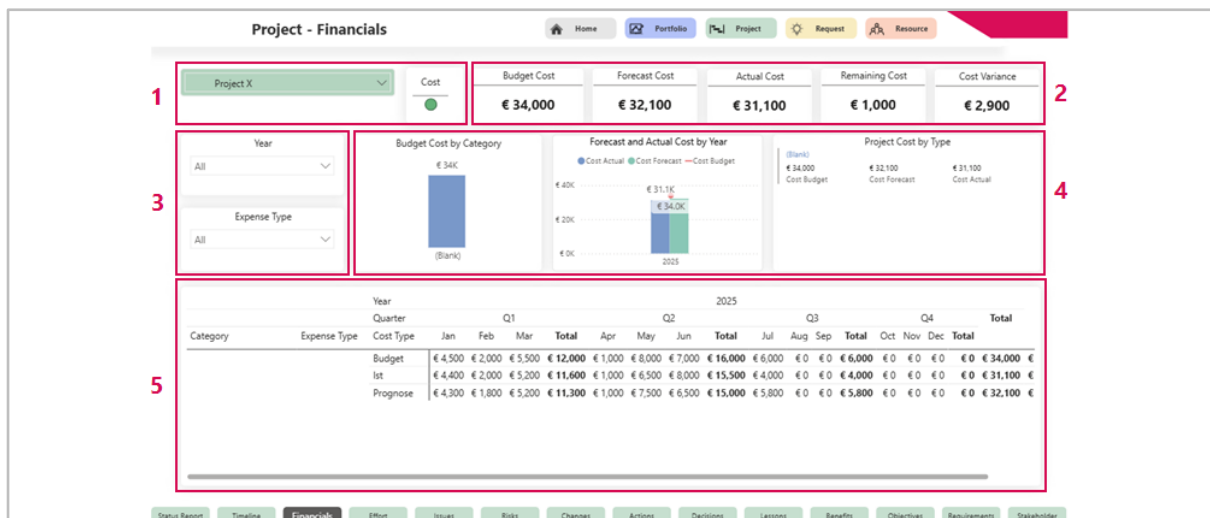 Project - Financials
Home
Portfolio
Project
Request
Resource
1
Project X
Cost
Budget Cost
€ 34,000
Forecast Cost
€ 32,100
Actual Cost
€ 31,100
Remaining Cost
€ 1,000
Cost Variance
€ 2,900
2
3
Year
All
Expense Type
All
Budget Cost by Category
€ 34K
(Blank)
Forecast and Actual Cost by Year
Cost Actual Cost Forecast Cost Budget
€ 40K
€ 20K
€ 0K
€ 31.1K
€ 34.0K
2025
Project Cost by Type
(Blank)
€ 34,000 € 32,100 € 31,100
Cost Budget Cost Forecast Cost Actual
4
5
Year 2025
Quarter Q1 Q2 Q3 Q4 Total
Category Expense Type Cost Type Jan Feb Mar Total Apr May Jun Total Jul Aug Sep Total Oct Nov Dec Total
Budget € 4,500 € 2,000 € 5,500 € 12,000 € 1,000 € 8,000 € 7,000 € 16,000 € 6,000 € 0 € 0 € 6,000 € 0 € 0 € 0 € 0 € 34,000 €
Ist € 4,400 € 2,000 € 5,200 € 11,600 € 1,000 € 6,500 € 8,000 € 15,500 € 4,000 € 0 € 0 € 4,000 € 0 € 0 € 0 € 0 € 31,100 €
Prognose € 4,300 € 1,800 € 5,200 € 11,300 € 1,000 € 7,500 € 6,500 € 15,000 € 5,800 € 0 € 0 € 5,800 € 0 € 0 € 0 € 0 € 32,100 €
Status Report Timeline Financials Effort Issues Risks Changes Actions Decisions Lessons Benefits Objectives Requirements Stakeholder